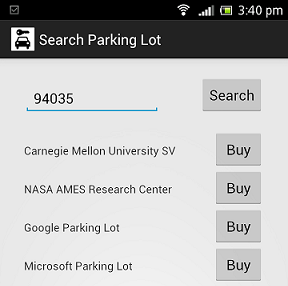 3:40 pm
Search Parking Lot
94035 Search
Carnegie Mellon University SV Buy
NASA AMES Research Center Buy
Google Parking Lot Buy
Microsoft Parking Lot Buy